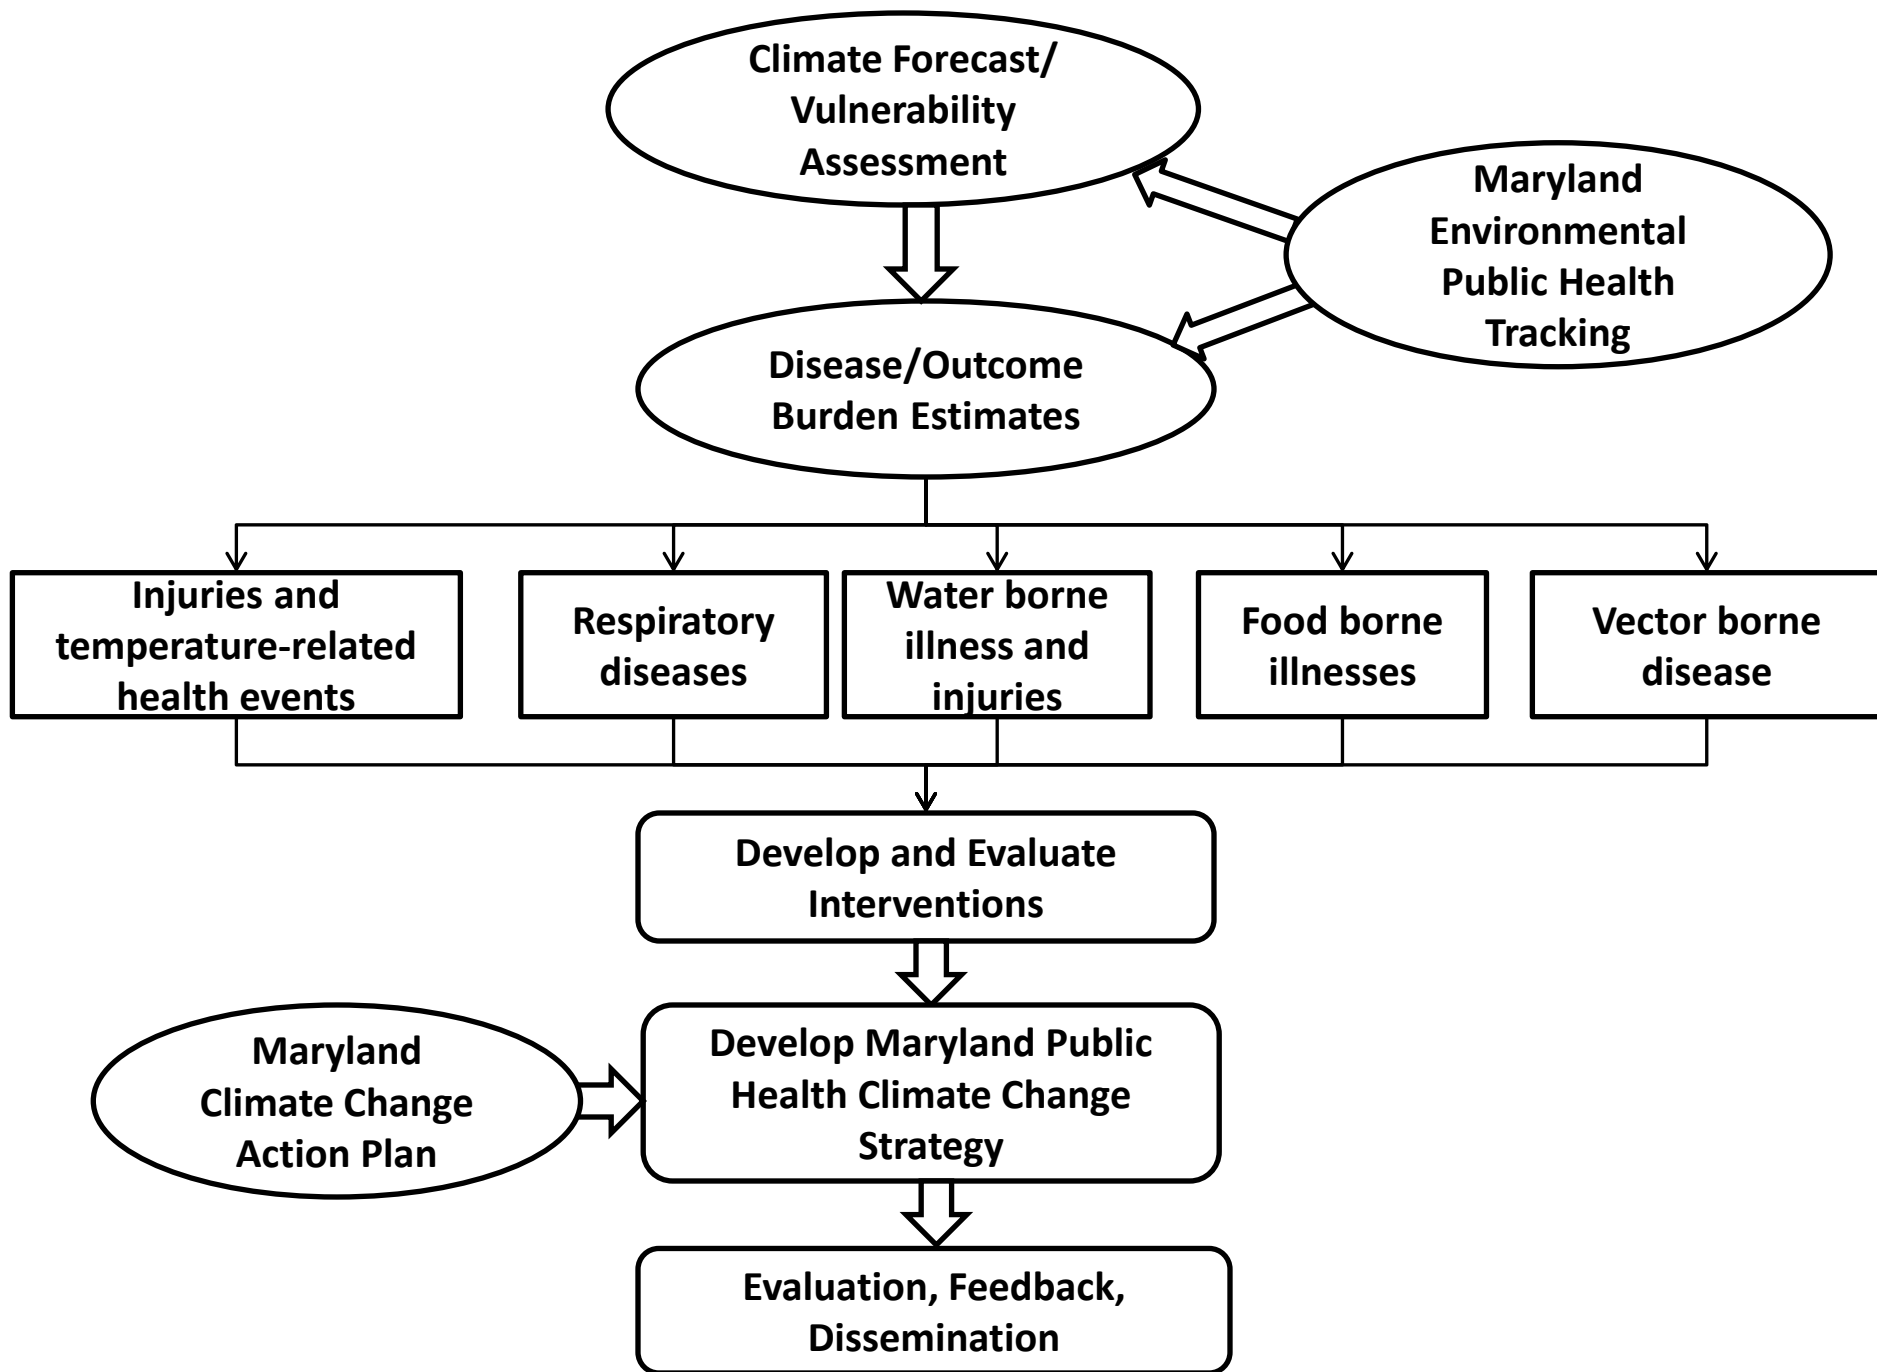 Climate Forecast/
Vulnerability
Assessment
Maryland
Environmental
Public Health
Tracking
Disease/Outcome
Burden Estimates
Injuries and
temperature-related
health events
Respiratory
diseases
Water borne
illness and
injuries
Food borne
illnesses
Vector borne
disease
Develop and Evaluate
Interventions
Maryland
Climate Change
Action Plan
Develop Maryland Public
Health Climate Change
Strategy
Evaluation, Feedback,
Dissemination